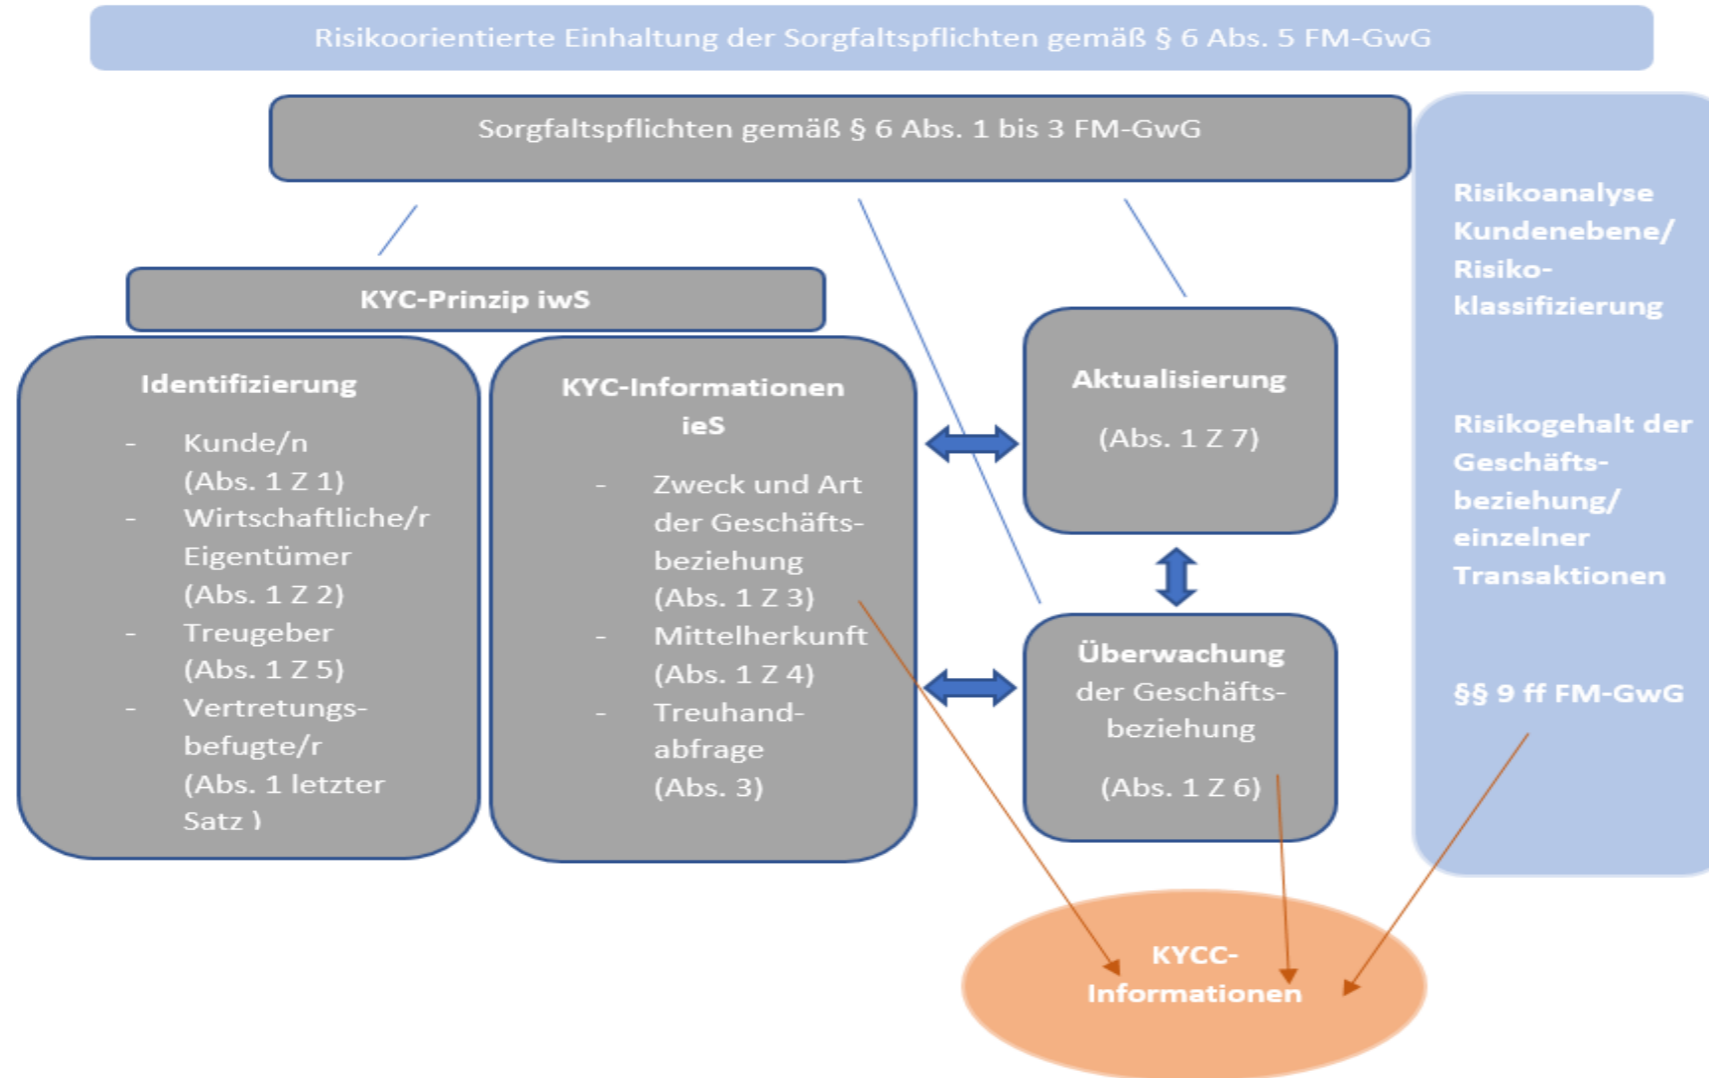 Risikoorientierte Einhaltung der Sorgfaltspflichten gemäß § 6 Abs. 5 FM-GwG
Sorgfaltspflichten gemäß § 6 Abs. 1 bis 3 FM-GwG
KYC-Prinzip iwS
Identifizierung
- Kunde/n
(Abs. 1 Z 1)
- Wirtschaftliche/r
Eigentümer
(Abs. 1 Z 2)
- Treugeber
(Abs. 1 Z 5)
- Vertretungs-
befugte/r
(Abs. 1 letzter
Satz )
KYC-Informationen
ieS
- Zweck und Art
der Geschäfts-
beziehung
(Abs. 1 Z 3)
- Mittelherkunft
(Abs. 1 Z 4)
- Treuhand-
abfrage
(Abs. 3)
Aktualisierung
(Abs. 1 Z 7)
Überwachung
der Geschäfts-
beziehung
(Abs. 1 Z 6)
Risikoanalyse
Kundenebene/
Risiko-
klassifizierung
Risikogehalt der
Geschäfts-
beziehung/
einzelner
Transaktionen
§§ 9 ff FM-GwG
KYCC-
Informationen